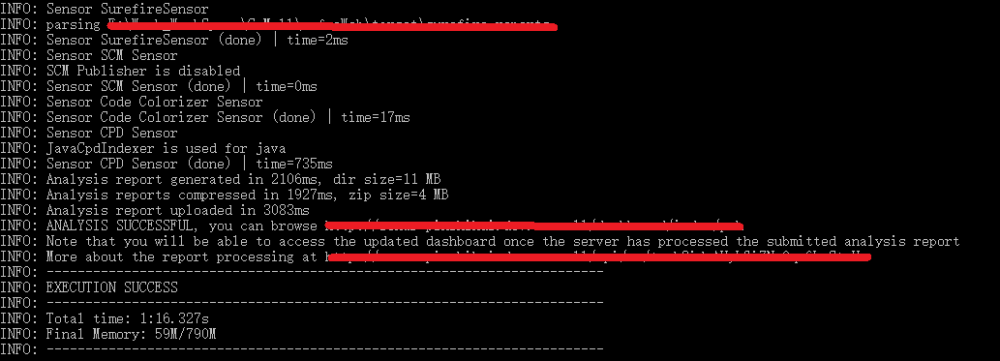 INFO: Sensor SurefireSensor
INFO: parsing
INFO: Sensor SurefireSensor (done) | time=2ms
INFO: Sensor SCM Sensor
INFO: SCM Publisher is disabled
INFO: Sensor SCM Sensor (done) | time=0ms
INFO: Sensor Code Colorizer Sensor
INFO: Sensor Code Colorizer Sensor (done) | time=17ms
INFO: Sensor CPD Sensor
INFO: JavaCpdIndexer is used for java
INFO: Sensor CPD Sensor (done) | time=735ms
INFO: Analysis report generated in 2106ms, dir size=11 MB
INFO: Analysis reports compressed in 1927ms, zip size=4 MB
INFO: Analysis report uploaded in 3083ms
INFO: ANALYSIS SUCCESSFUL, you can browse
INFO: Note that you will be able to access the updated dashboard once the server has processed the submitted analysis report
INFO: More about the report processing at
INFO: ------------------------------------------------------------------------
INFO: EXECUTION SUCCESS
INFO: ------------------------------------------------------------------------
INFO: Total time: 1:16.327s
INFO: Final Memory: 59M/790M
INFO: ------------------------------------------------------------------------